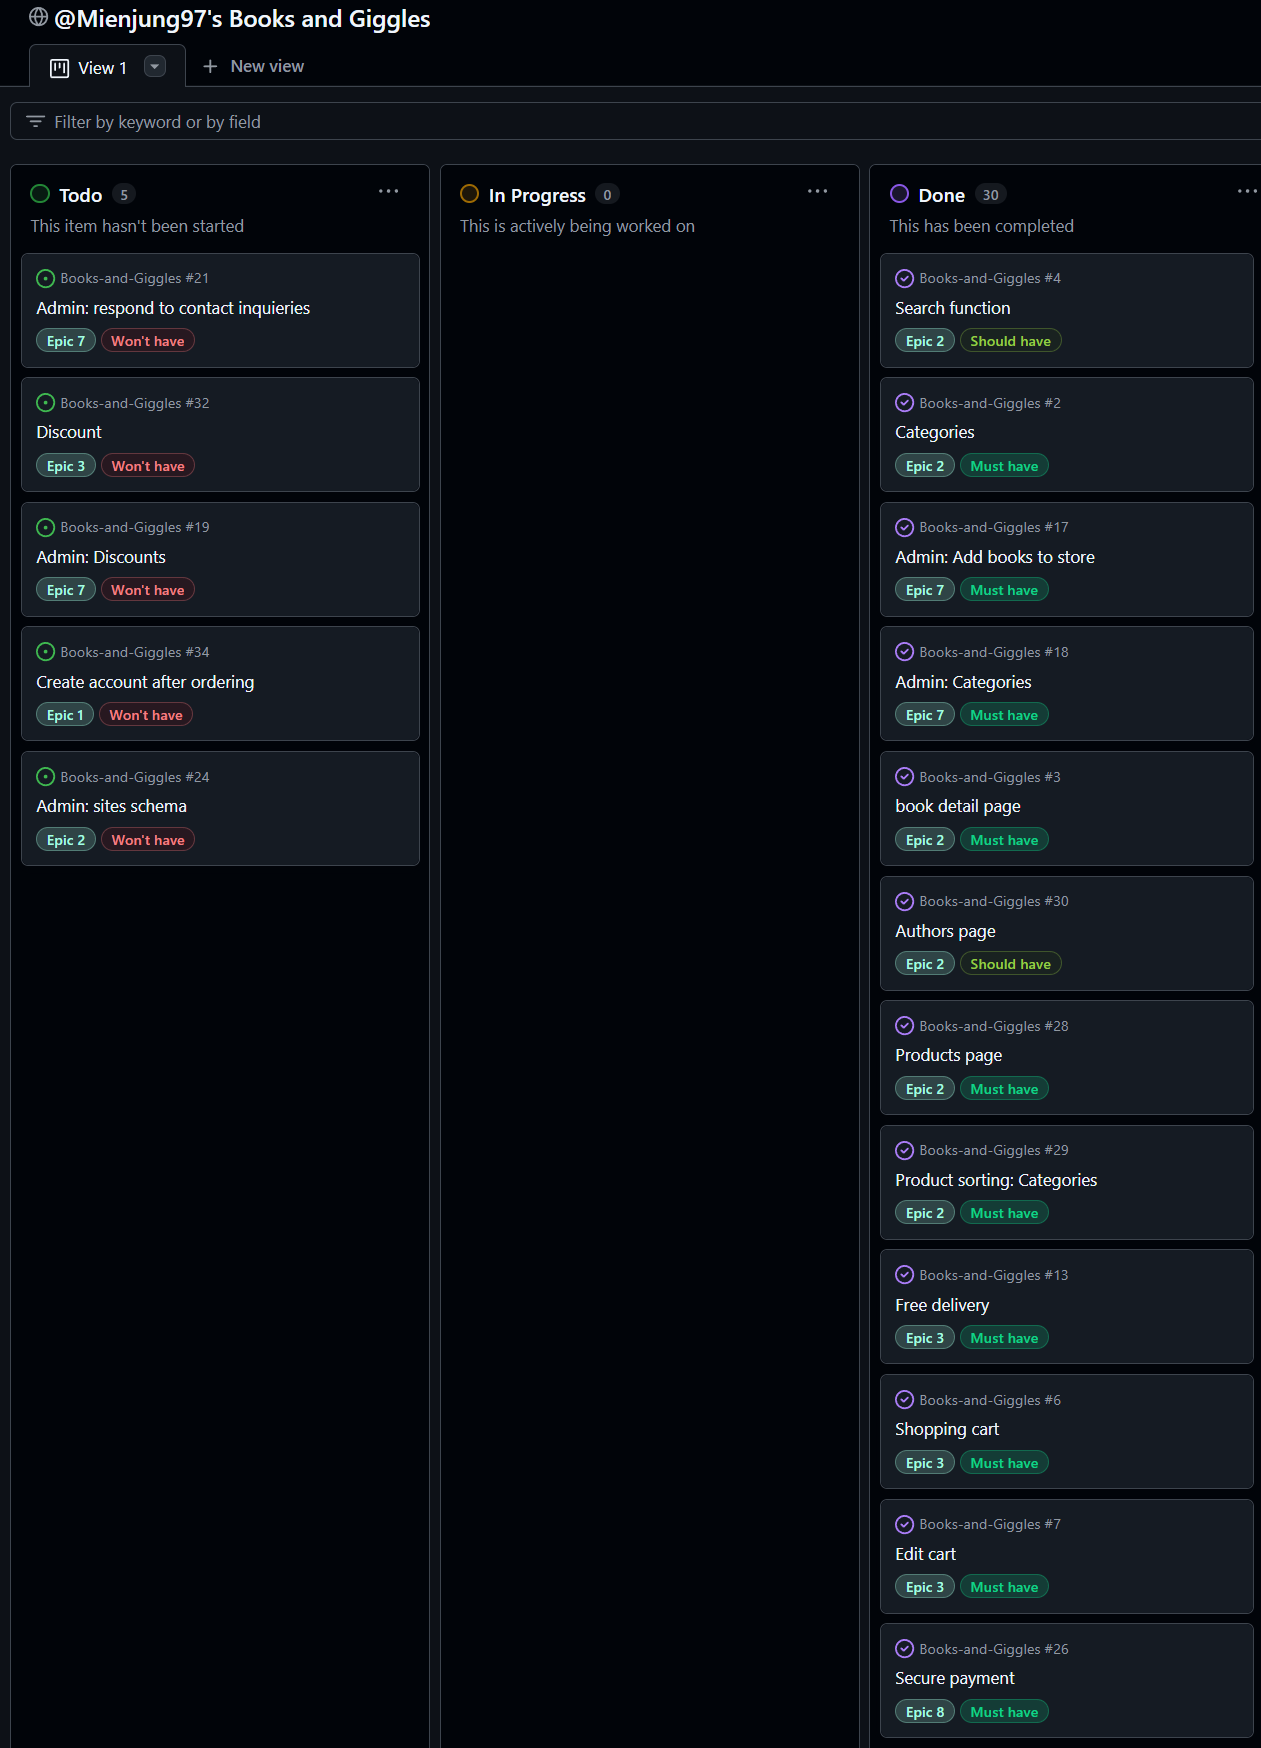 @Mienjung97's Books and Giggles
View 1
New view
Filter by keyword or by field
Todo 5
This item hasn't been started
Books-and-Giggles #21
Admin: respond to contact inquieries
Epic 7 Won't have
Books-and-Giggles #32
Discount
Epic 3 Won't have
Books-and-Giggles #19
Admin: Discounts
Epic 7 Won't have
Books-and-Giggles #34
Create account after ordering
Epic 1 Won't have
Books-and-Giggles #24
Admin: sites schema
Epic 2 Won't have
In Progress 0
This is actively being worked on
Done 30
This has been completed
Books-and-Giggles #4
Search function
Epic 2 Should have
Books-and-Giggles #2
Categories
Epic 2 Must have
Books-and-Giggles #17
Admin: Add books to store
Epic 7 Must have
Books-and-Giggles #18
Admin: Categories
Epic 7 Must have
Books-and-Giggles #3
book detail page
Epic 2 Must have
Books-and-Giggles #30
Authors page
Epic 2 Should have
Books-and-Giggles #28
Products page
Epic 2 Must have
Books-and-Giggles #29
Product sorting: Categories
Epic 2 Must have
Books-and-Giggles #13
Free delivery
Epic 3 Must have
Books-and-Giggles #6
Shopping cart
Epic 3 Must have
Books-and-Giggles #7
Edit cart
Epic 3 Must have
Books-and-Giggles #26
Secure payment
Epic 8 Must have